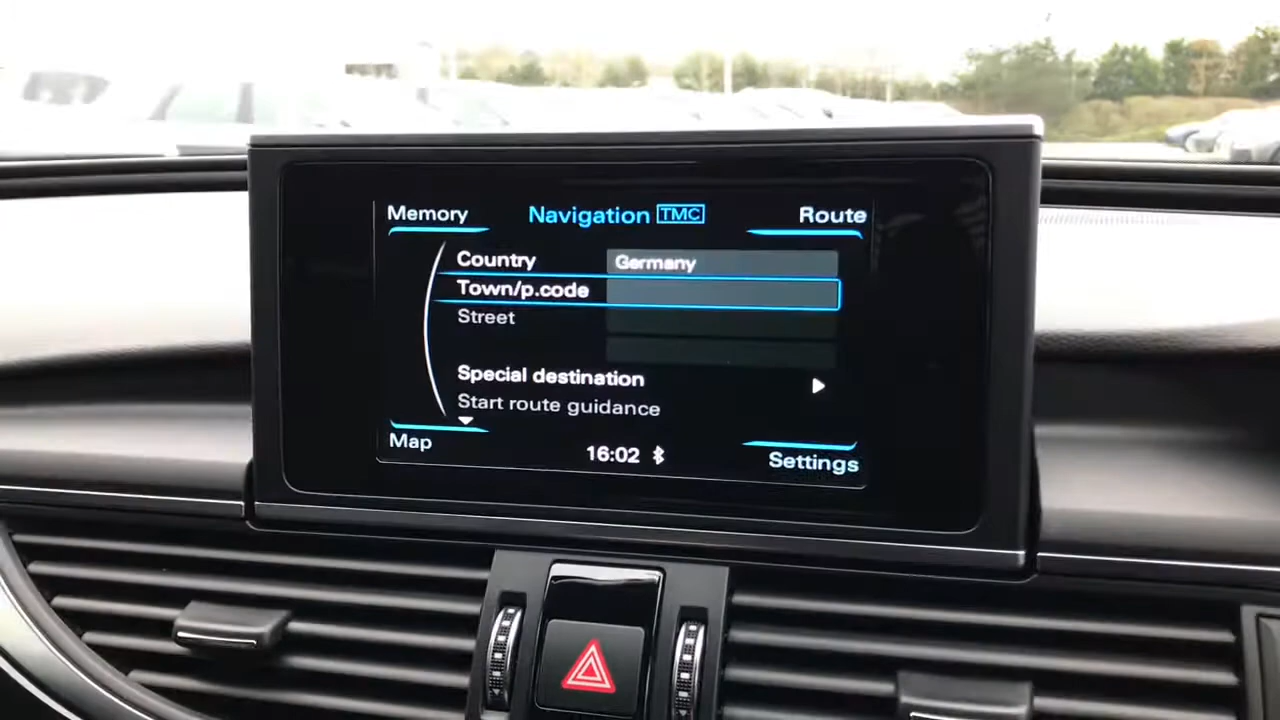 Memory Navigation TMC Route
Country Germany
Town/p.code
Street
Special destination
Start route guidance
Map 16:02 Settings